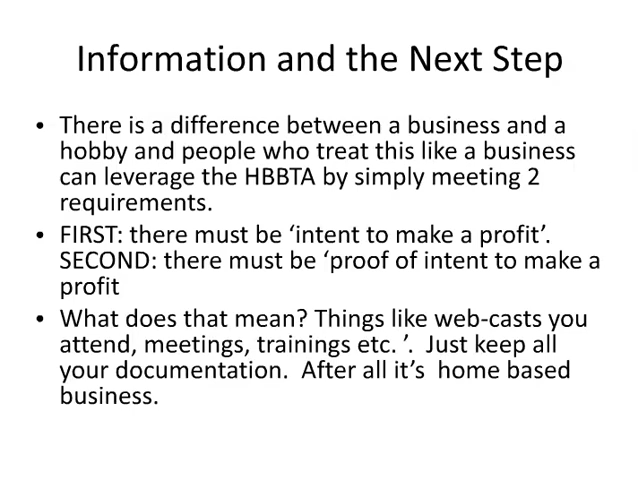 Information and the Next Step
• There is a difference between a business and a
hobby and people who treat this like a business
can leverage the HBBTA by simply meeting 2
requirements.
• FIRST: there must be ‘intent to make a profit’.
SECOND: there must be ‘proof of intent to make a
profit
• What does that mean? Things like web-casts you
attend, meetings, trainings etc. ’.  Just keep all
your documentation.  After all it’s  home based
business.